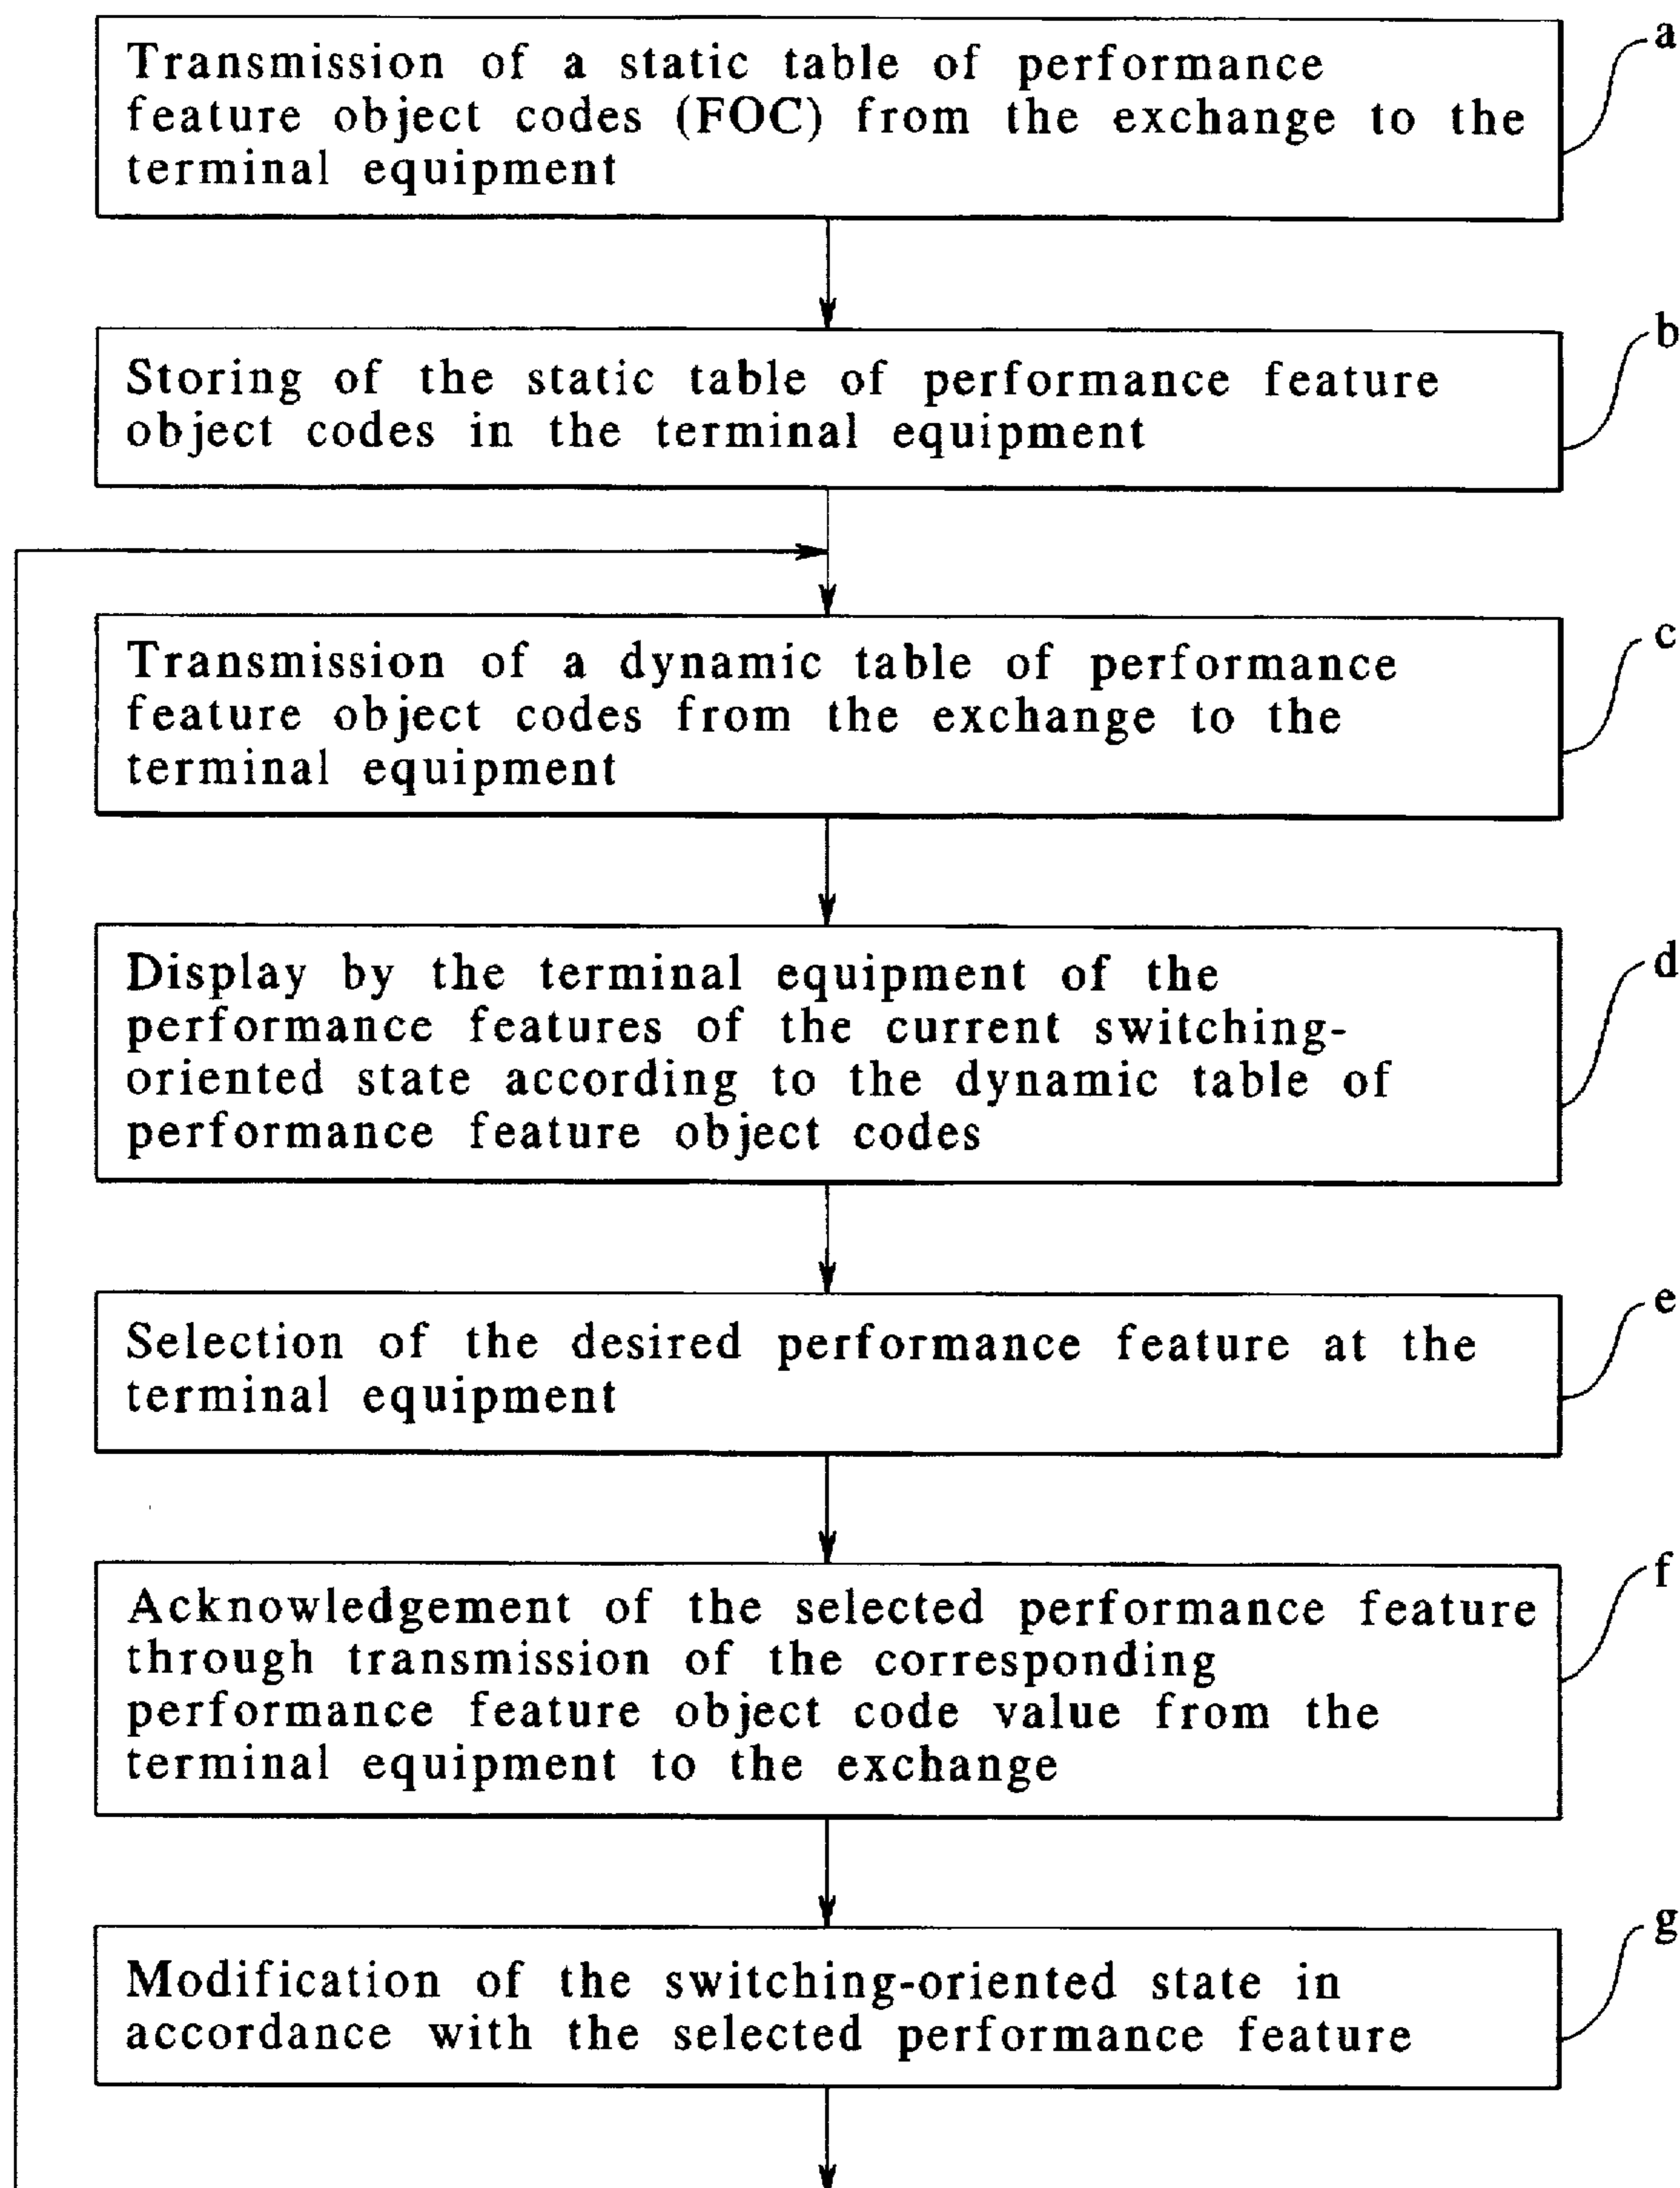 Transmission of a static table of performance
feature object codes (FOC) from the exchange to the
terminal equipment
a
Storing of the static table of performance feature
object codes in the terminal equipment
b
Transmission of a dynamic table of performance
feature object codes from the exchange to the
terminal equipment
c
Display by the terminal equipment of the
performance features of the current switching-
oriented state according to the dynamic table of
performance feature object codes
d
Selection of the desired performance feature at the
terminal equipment
e
Acknowledgement of the selected performance feature
through transmission of the corresponding
performance feature object code value from the
terminal equipment to the exchange
f
Modification of the switching-oriented state in
accordance with the selected performance feature
g